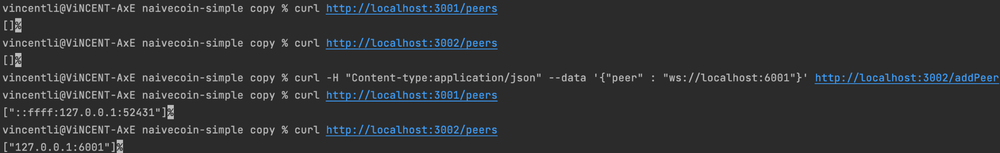 vincentli@ViNCENT-AxE naivecoin-simple copy % curl http://localhost:3001/peers
[]%
vincentli@ViNCENT-AxE naivecoin-simple copy % curl http://localhost:3002/peers
[]%
vincentli@ViNCENT-AxE naivecoin-simple copy % curl -H "Content-type:application/json" --data '{"peer" : "ws://localhost:6001"}' http://localhost:3002/addPeer
vincentli@ViNCENT-AxE naivecoin-simple copy % curl http://localhost:3001/peers
["::ffff:127.0.0.1:52431"]%
vincentli@ViNCENT-AxE naivecoin-simple copy % curl http://localhost:3002/peers
["127.0.0.1:6001"]%